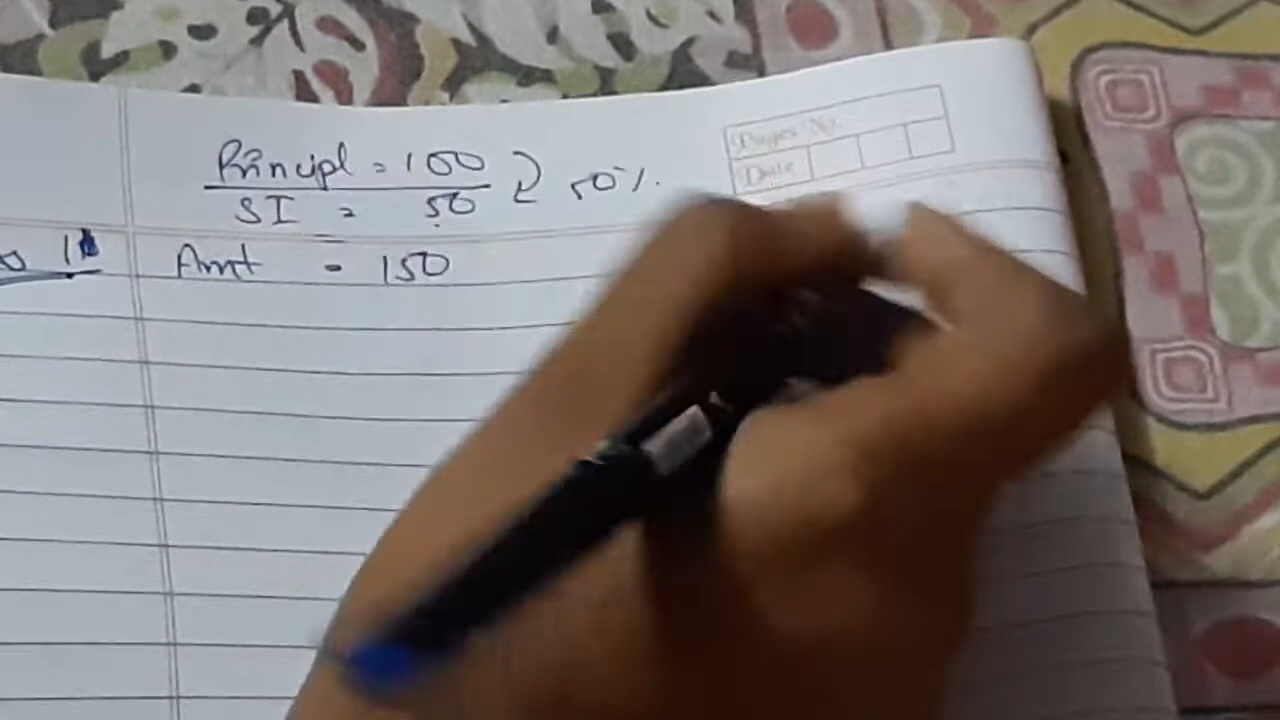 Pages No.
Date
Principl = 100
50%.
SI = 50
Amt = 150